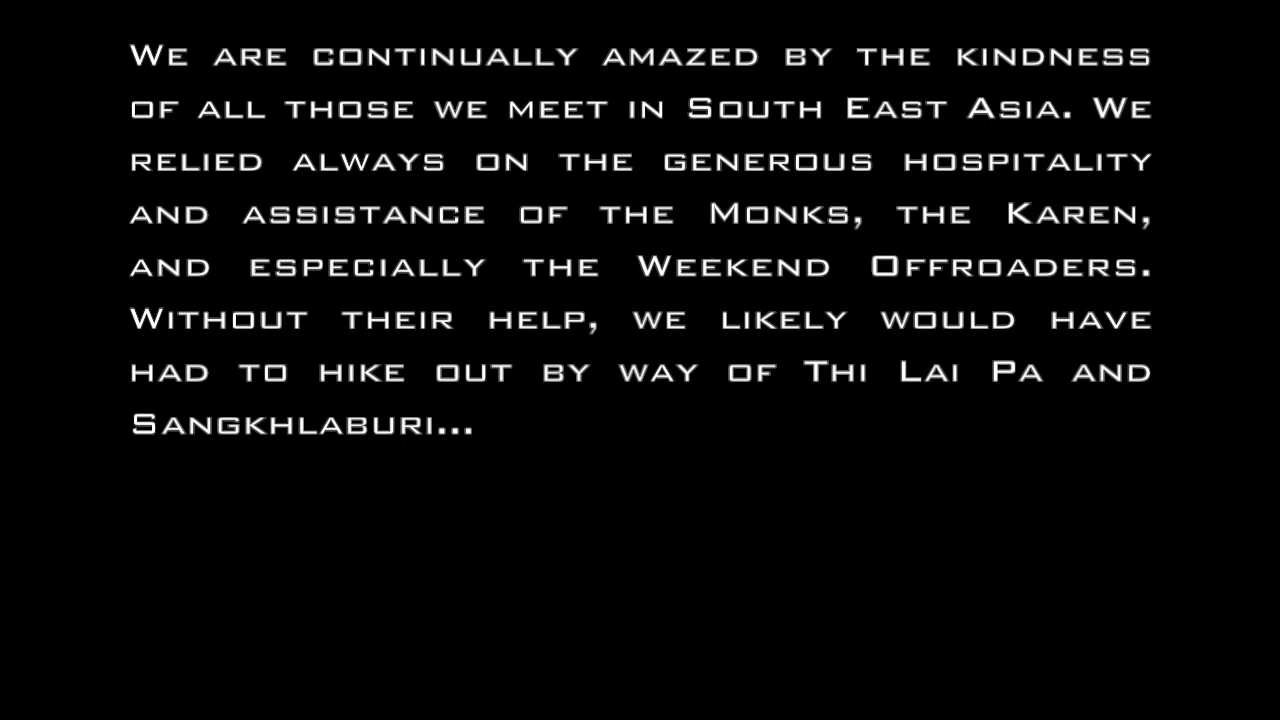 We are continually amazed by the kindness
of all those we meet in South East Asia. We
relied always on the generous hospitality
and assistance of the Monks, the Karen,
and especially the Weekend Offroaders.
Without their help, we likely would have
had to hike out by way of Thi Lai Pa and
Sangkhlaburi...